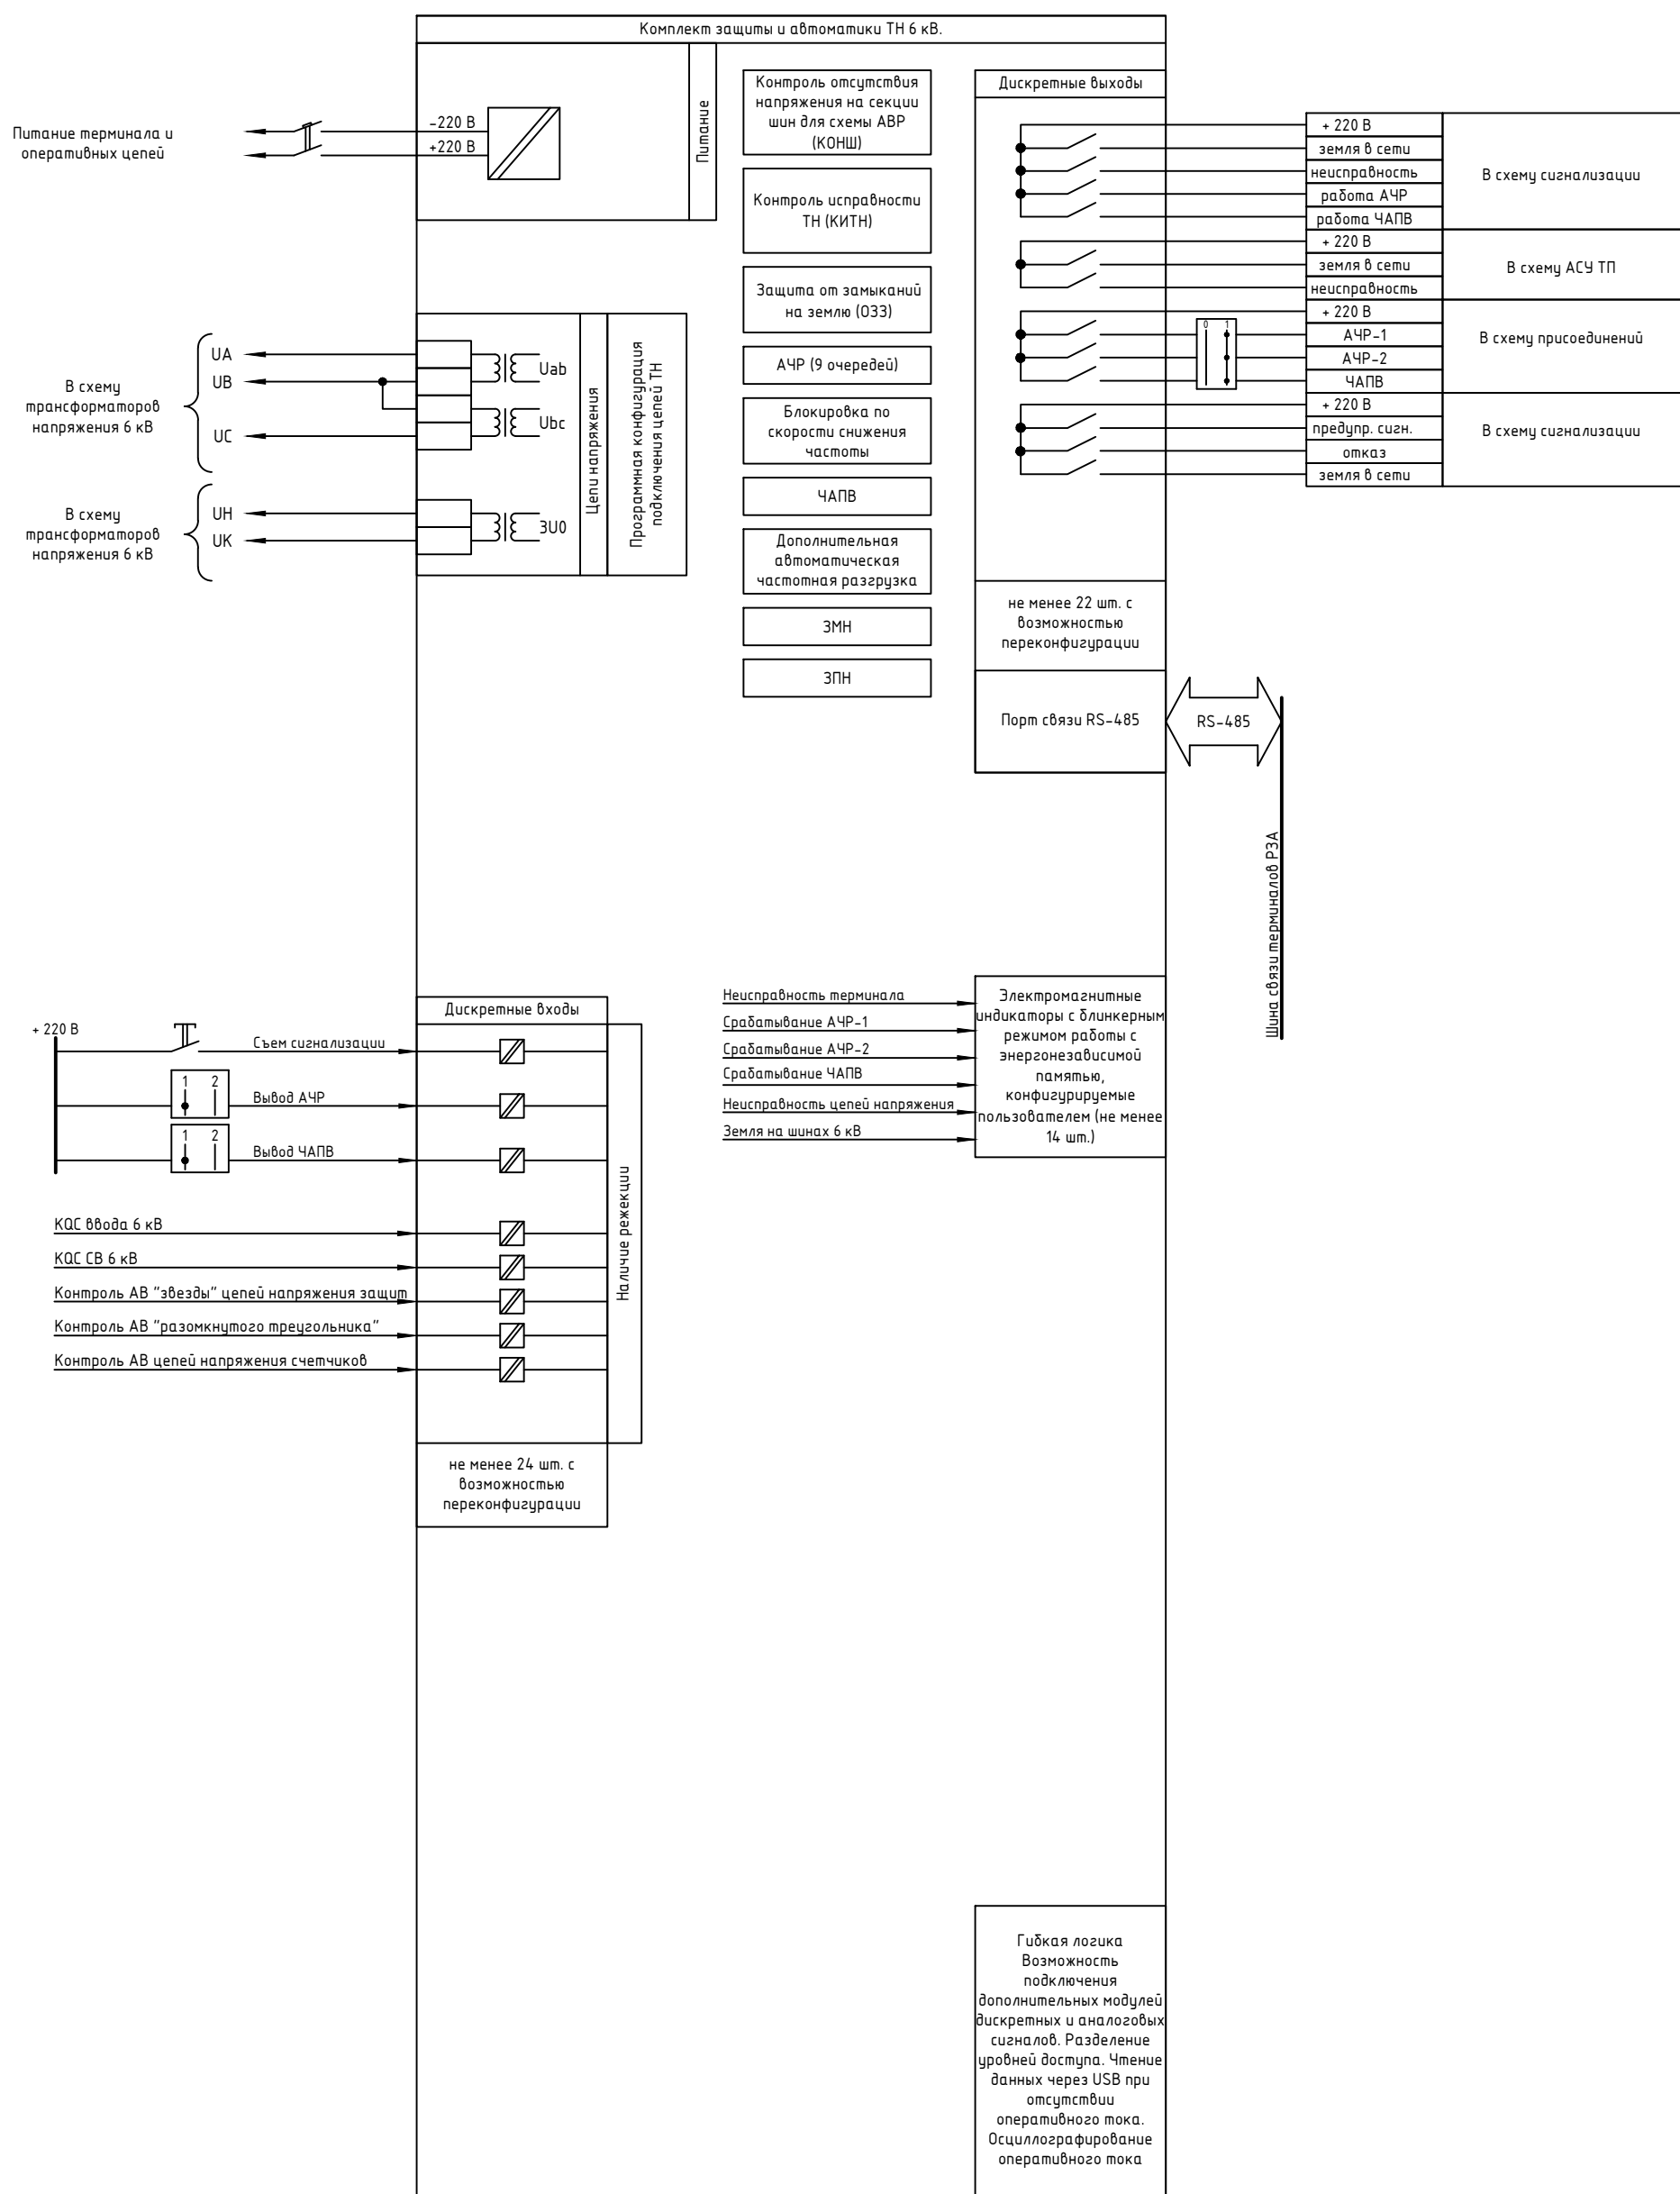 Комплект защиты и автоматики ТН 6 кВ.
Питание терминала и
оперативных цепей
-220 В
+220 В
Питание
Контроль отсутствия
напряжения на секции
шин для схемы АВР
(КОНШ)
Контроль исправности
ТН (КИТН)
Защита от замыканий
на землю (ОЗЗ)
АЧР (9 очередей)
Блокировка по
скорости снижения
частоты
ЧАПВ
Дополнительная
автоматическая
частотная разгрузка
ЗМН
ЗПН
Дискретные выходы
+ 220 В
земля в сети
неисправность
работа АЧР
работа ЧАПВ
В схему сигнализации
+ 220 В
земля в сети
неисправность
В схему АСУ ТП
+ 220 В
0 1
АЧР-1
АЧР-2
ЧАПВ
В схему присоединений
+ 220 В
предупр. сигн.
отказ
земля в сети
В схему сигнализации
не менее 22 шт. с
возможностью
переконфигурации
Порт связи RS-485
RS-485
Шина связи терминалов РЗА
В схему
трансформаторов
напряжения 6 кВ
UA
UB
UC
Uab
Ubc
В схему
трансформаторов
напряжения 6 кВ
UH
UK
3U0
Цепи напряжения
Программная конфигурация
подключения цепей ТН
Неисправность терминала
Срабатывание АЧР-1
Срабатывание АЧР-2
Срабатывание ЧАПВ
Неисправность цепей напряжения
Земля на шинах 6 кВ
Электромагнитные
индикаторы с блинкерным
режимом работы с
энергонезависимой
памятью,
конфигурируемые
пользователем (не менее
14 шт.)
Дискретные входы
+ 220 В
Съем сигнализации
1 2
Вывод АЧР
1 2
Вывод ЧАПВ
KQC ввода 6 кВ
KQC СВ 6 кВ
Контроль АВ "звезды" цепей напряжения защит
Контроль АВ "разомкнутого треугольника"
Контроль АВ цепей напряжения счетчиков
Наличие режекции
не менее 24 шт. с
возможностью
переконфигурации
Гибкая логика
Возможность
подключения
дополнительных модулей
дискретных и аналоговых
сигналов. Разделение
уровней доступа. Чтение
данных через USB при
отсутствии
оперативного тока.
Осциллографирование
оперативного тока